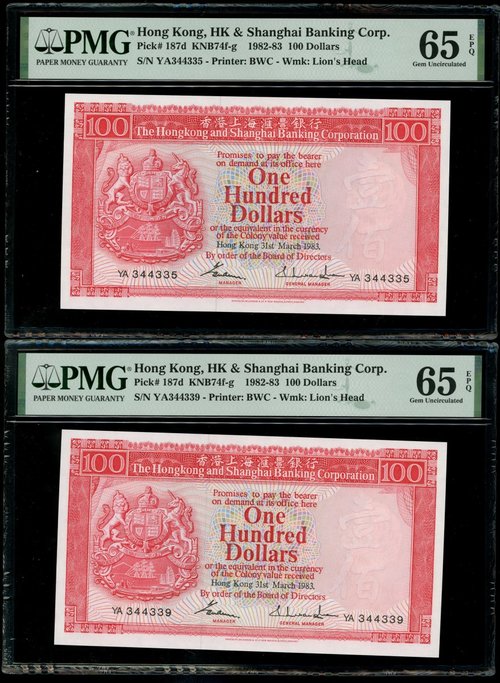 PMG® Hong Kong, HK & Shanghai Banking Corp. 65 EPQ
Pick# 187d KNB74f-g 1982-83 100 Dollars
PAPER MONEY GUARANTY S/N YA344335 - Printer: BWC - Wmk: Lion's Head Gem Uncirculated
100 香港上海滙豐銀行 100
The Hongkong and Shanghai Banking Corporation
Promises to pay the bearer
on demand at its office here
One
Hundred
Dollars
or the equivalent in the currency
of the Colony value received
Hong Kong 31st March 1983.
By order of the Board of Directors
YA 344335 YA 344335
MANAGER GENERAL MANAGER
PMG® Hong Kong, HK & Shanghai Banking Corp. 65 EPQ
Pick# 187d KNB74f-g 1982-83 100 Dollars
PAPER MONEY GUARANTY S/N YA344339 - Printer: BWC - Wmk: Lion's Head Gem Uncirculated
100 香港上海滙豐銀行 100
The Hongkong and Shanghai Banking Corporation
Promises to pay the bearer
on demand at its office here
One
Hundred
Dollars
or the equivalent in the currency
of the Colony value received
Hong Kong 31st March 1983.
By order of the Board of Directors
YA 344339 YA 344339
MANAGER GENERAL MANAGER